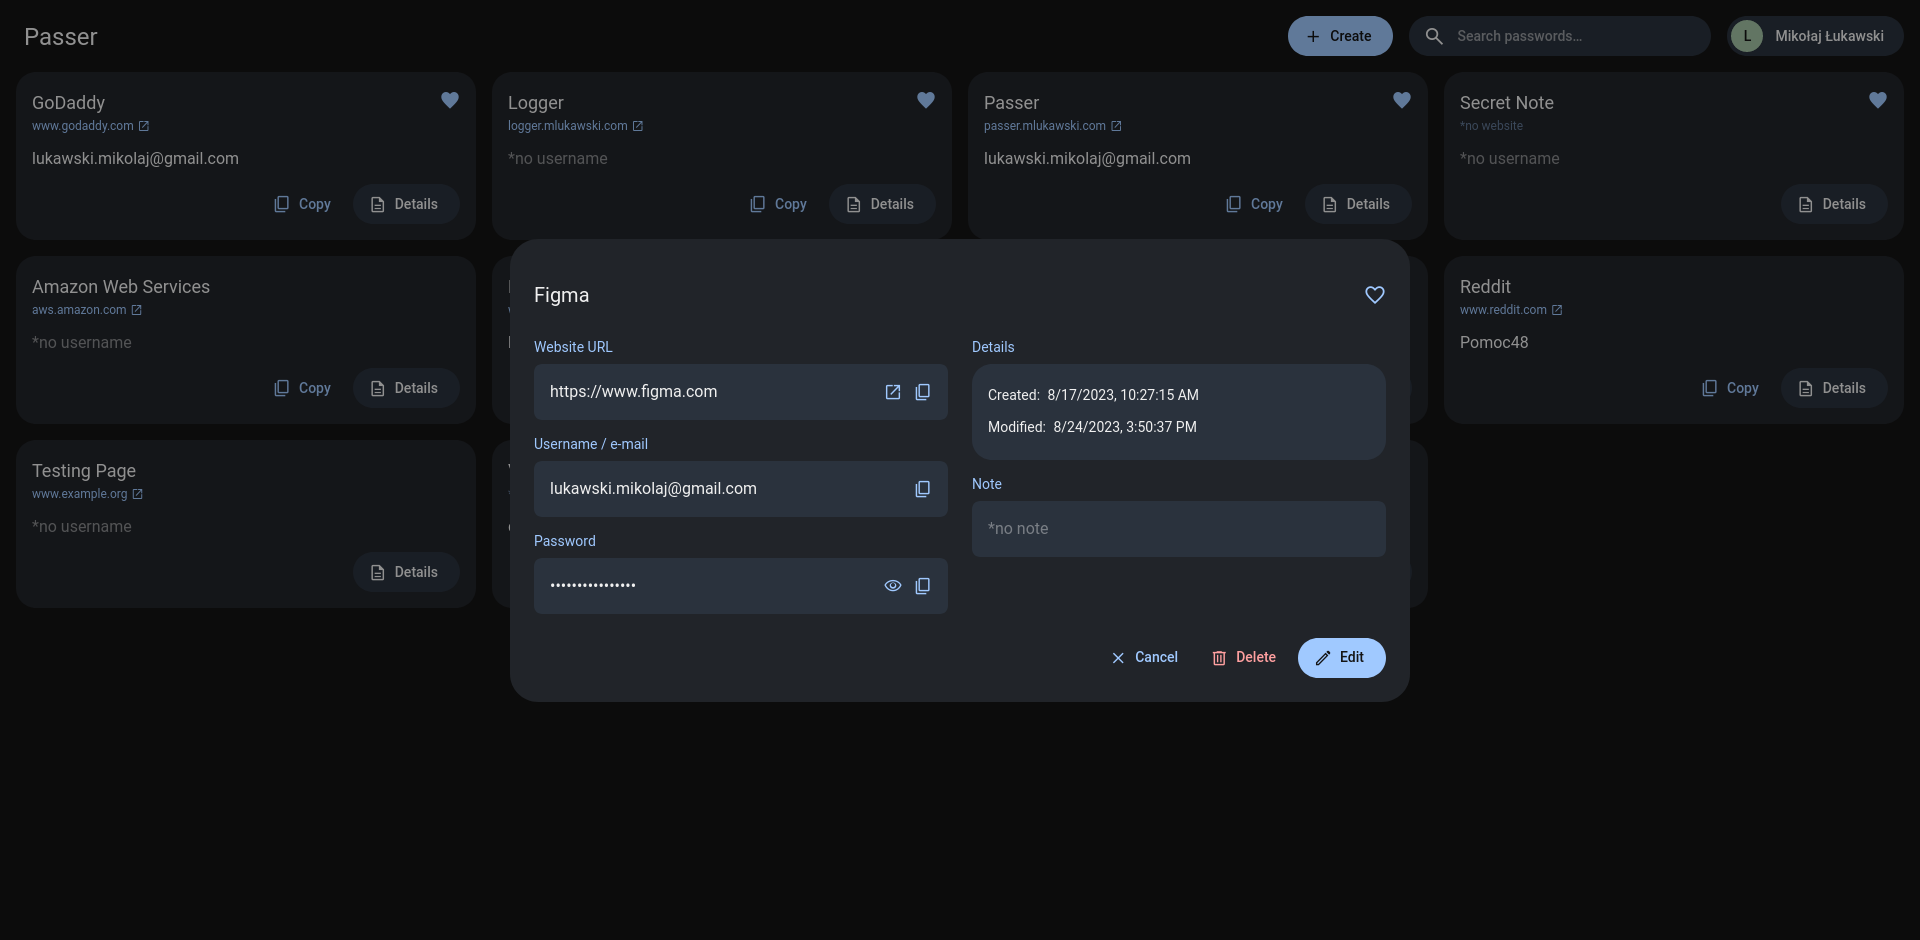 Passer
Create
Search passwords...
L
Mikołaj Łukawski
GoDaddy
www.godaddy.com
lukawski.mikolaj@gmail.com
Copy
Details
Logger
logger.mlukawski.com
*no username
Copy
Details
Passer
passer.mlukawski.com
lukawski.mikolaj@gmail.com
Copy
Details
Secret Note
*no website
*no username
Details
Amazon Web Services
aws.amazon.com
*no username
Copy
Details
Reddit
www.reddit.com
Pomoc48
Copy
Details
Testing Page
www.example.org
*no username
Details
Figma
Website URL
https://www.figma.com
Username / e-mail
lukawski.mikolaj@gmail.com
Password
••••••••••••••••
Details
Created: 8/17/2023, 10:27:15 AM
Modified: 8/24/2023, 3:50:37 PM
Note
*no note
Cancel
Delete
Edit